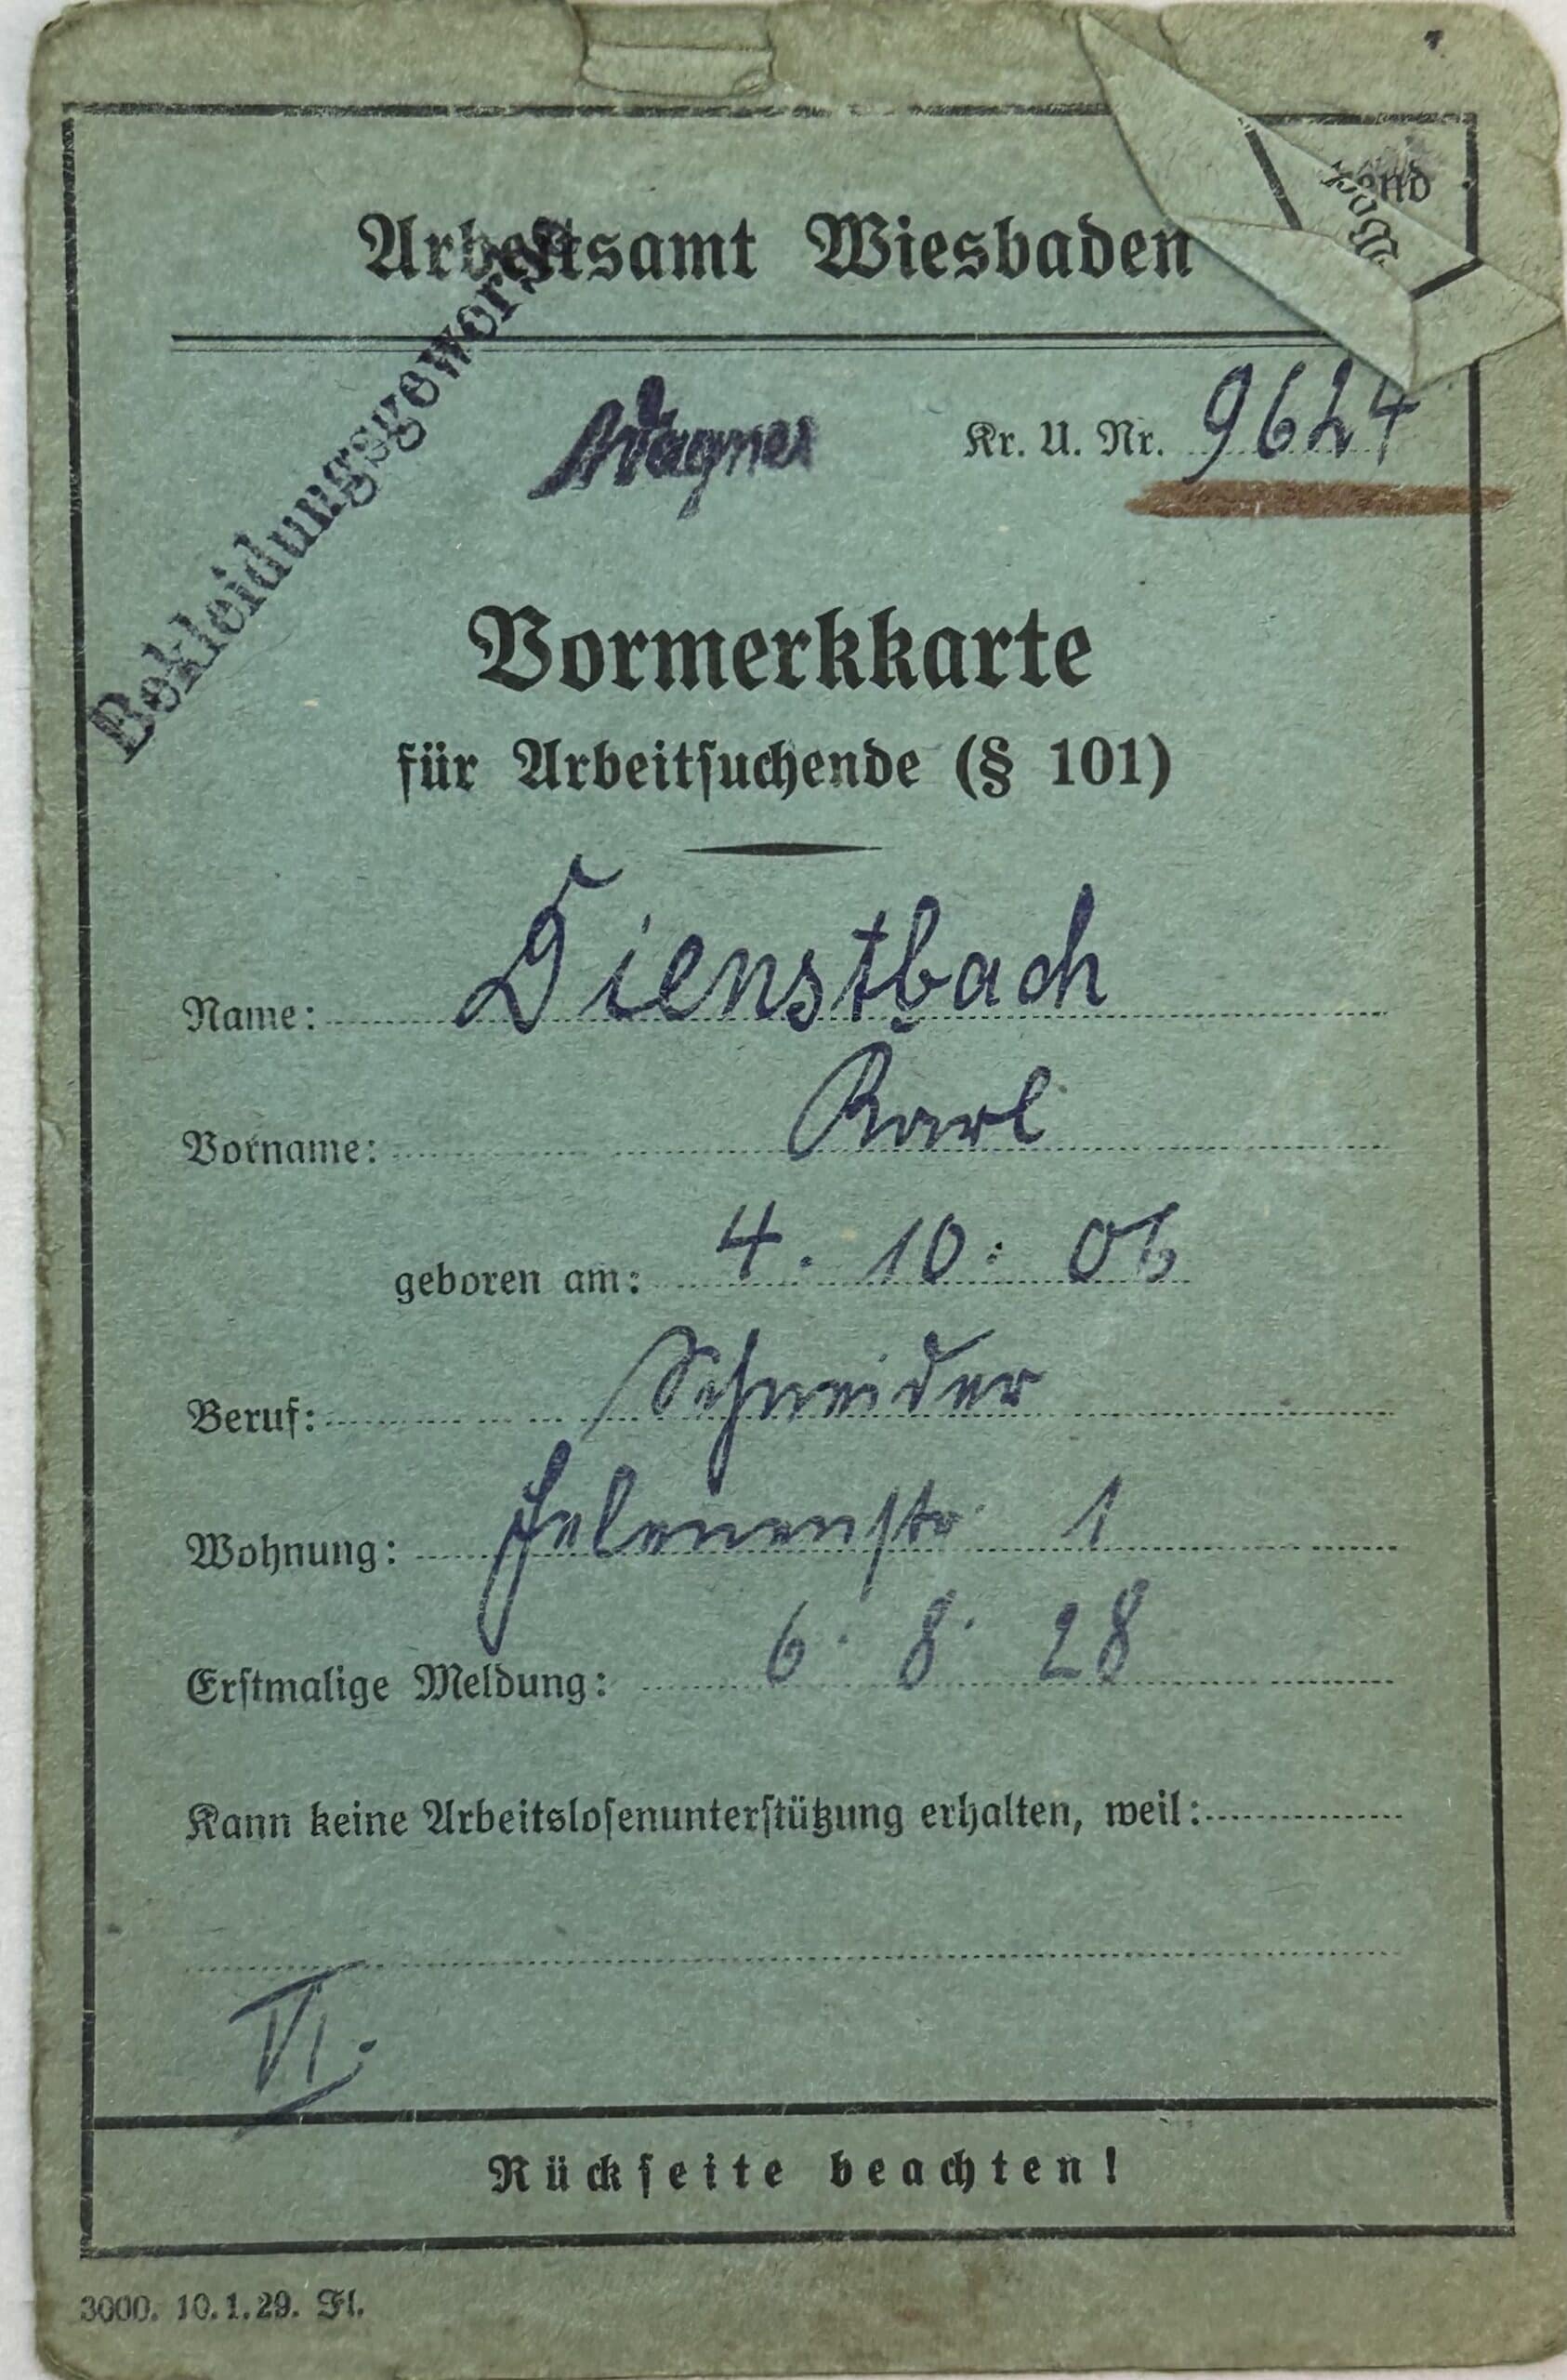 Arbeitsamt Wiesbaden
Bekleidungsgewerbe
Wagner
Kr. U. Nr. 9624
Vormerkkarte
für Arbeitsuchende (§ 101)
Name: Dienstbach
Vorname: Karl
geboren am: 4. 10. 06
Beruf: Schneider
Wohnung: Helenenstr. 1
Erstmalige Meldung: 6. 8. 28
Kann keine Arbeitslosenunterstützung erhalten, weil:
VI.
Rückseite beachten!
3000. 10.1.29. Fl.